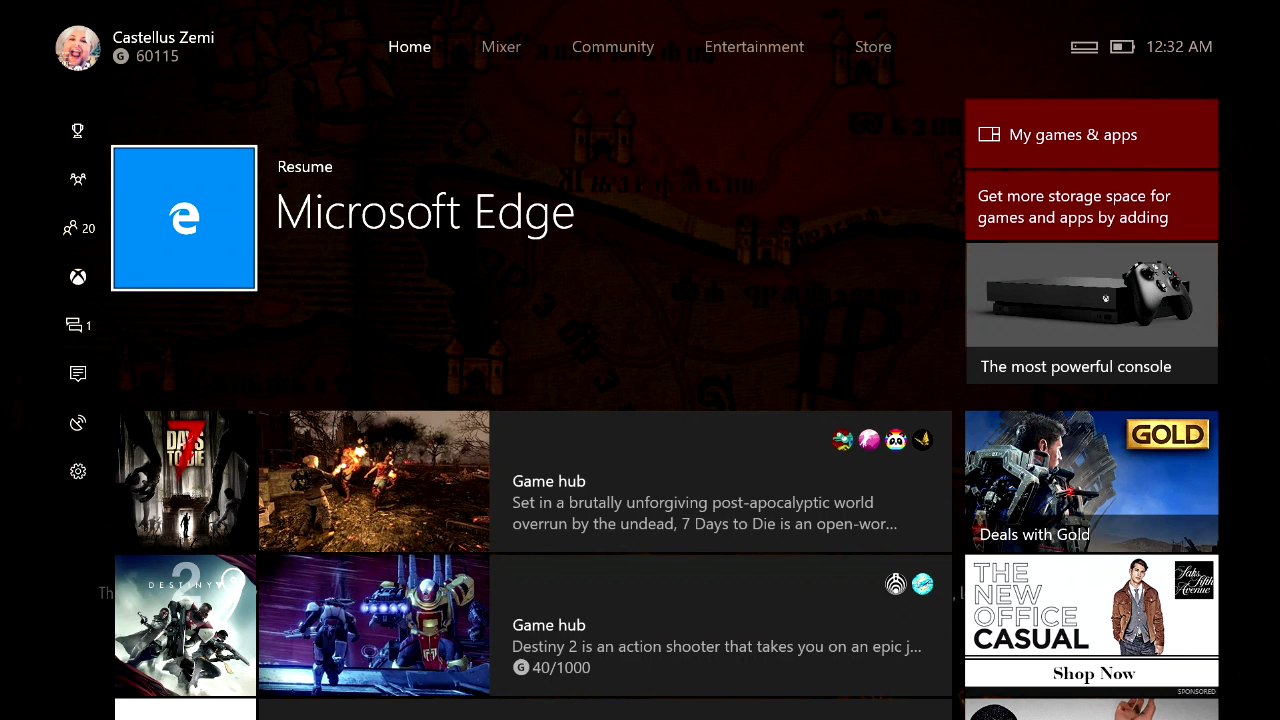 Castellus Zemi
G 60115
Home
Mixer
Community
Entertainment
Store
12:32 AM
20
1
Resume
Microsoft Edge
My games & apps
Get more storage space for
games and apps by adding
The most powerful console
7
DAYS
TO DIE
Game hub
Set in a brutally unforgiving post-apocalyptic world
overrun by the undead, 7 Days to Die is an open-wor...
GOLD
Deals with Gold
2
DESTINY
Game hub
Destiny 2 is an action shooter that takes you on an epic j...
G 40/1000
THE
NEW
OFFICE
CASUAL
Saks
Fifth
Avenue
Shop Now
SPONSORED